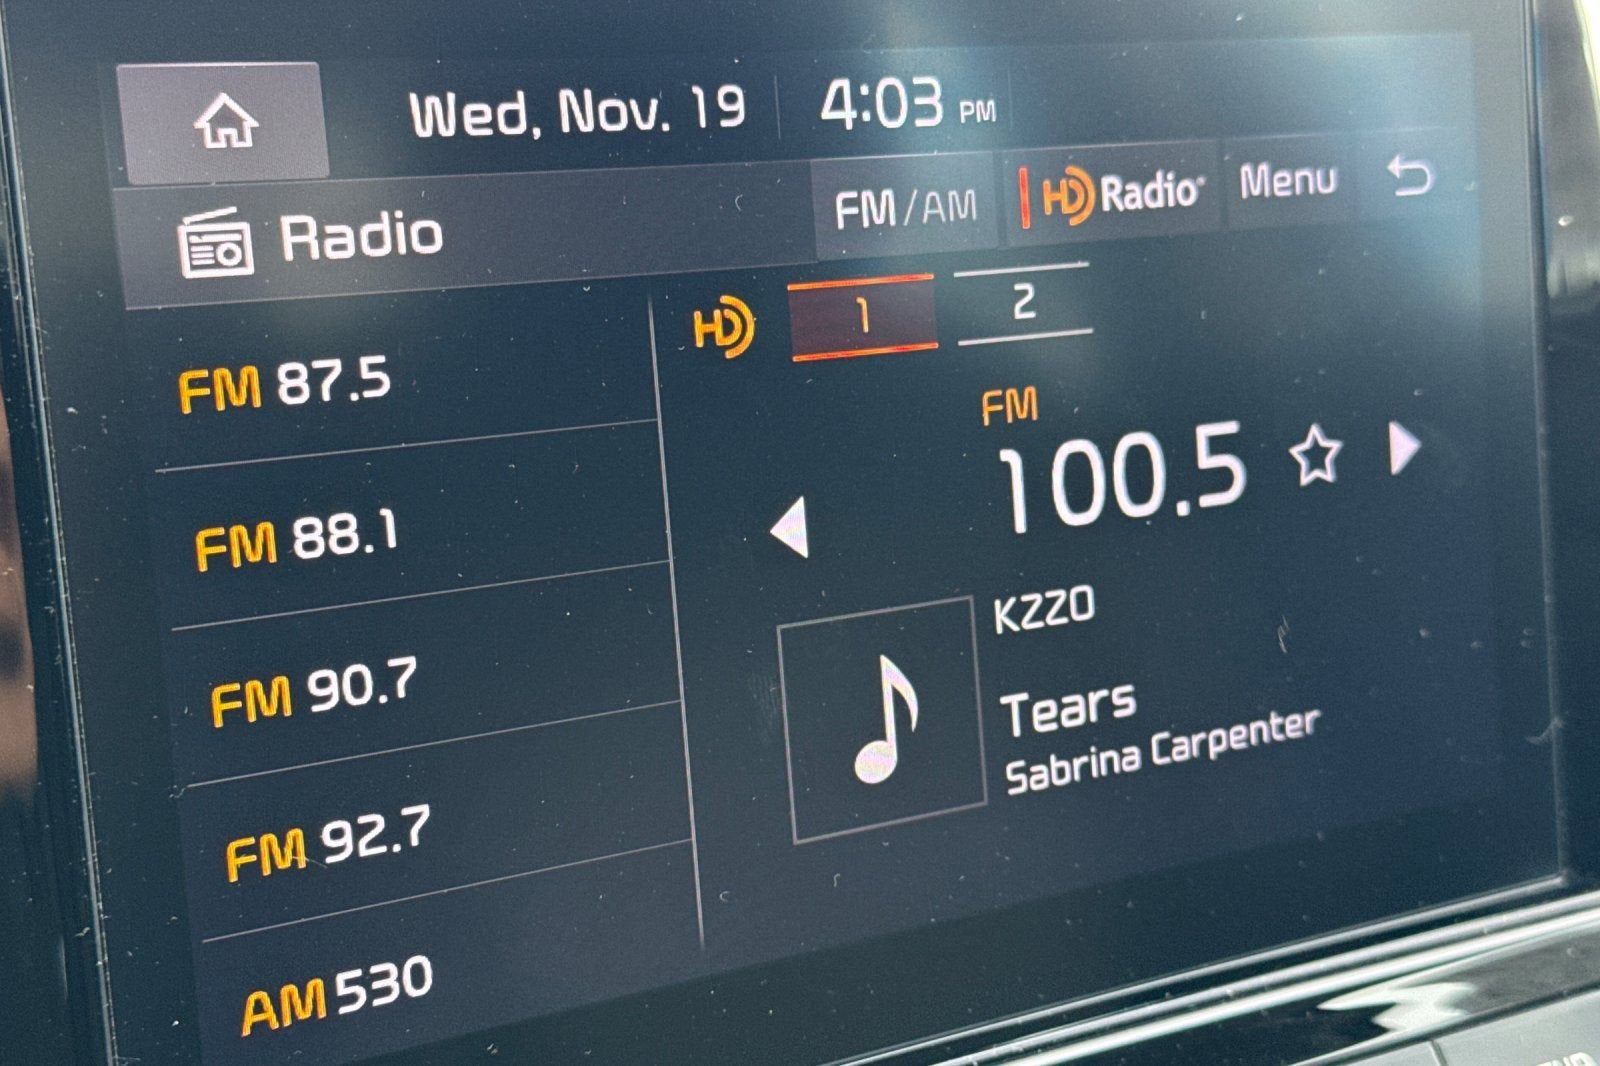 Wed, Nov. 19 4:03 PM
Radio FM/AM HD Radio Menu
HD 1 2
FM 87.5
FM 88.1
FM 90.7
FM 92.7
AM 530
FM
100.5
KZZO
Tears
Sabrina Carpenter